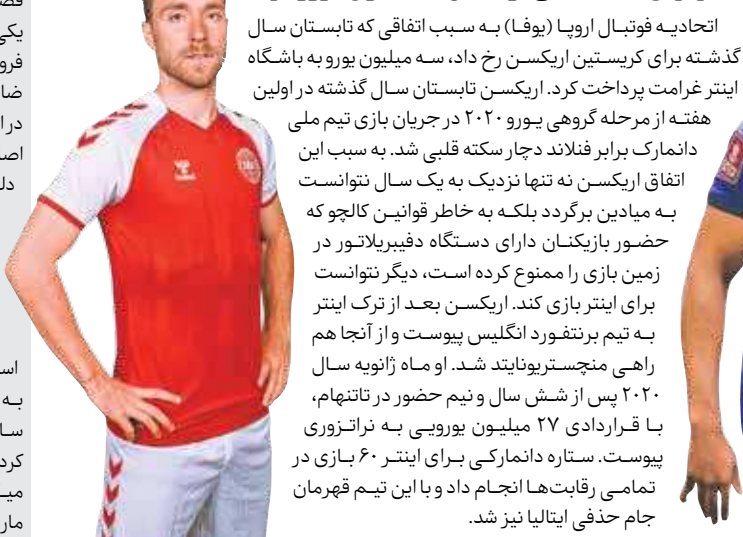 اتحادیه فوتبال اروپا (یوفا) به سبب اتفاقی که تابستان سال
گذشته برای کریستین اریکسن رخ داد، سه میلیون یورو به باشگاه
اینتر غرامت پرداخت کرد. اریکسن تابستان سال گذشته در اولین
هفته از مرحله گروهی یورو ۲۰۲۰ در جریان بازی تیم ملی
دانمارک برابر فنلاند دچار سکته قلبی شد. به سبب این
اتفاق اریکسن نه تنها نزدیک به یک سال نتوانست
به میادین برگردد بلکه به خاطر قوانین کالچو که
حضور بازیکنان دارای دستگاه دفیبریلاتور در
زمین بازی را ممنوع کرده است، دیگر نتوانست
برای اینتر بازی کند. اریکسن بعد از ترک اینتر
به تیم برنتفورد انگلیس پیوست و از آنجا هم
راهی منچستریونایتد شد. او ماه ژانویه سال
۲۰۲۰ پس از شش سال و نیم حضور در تاتنهام،
با قراردادی ۲۷ میلیون یورویی به نراتزوری
پیوست. ستاره دانمارکی برای اینتر ۶۰ بازی در
تمامی رقابت‌ها انجام داد و با این تیم قهرمان
جام حذفی ایتالیا نیز شد.
یکی
به
کرد